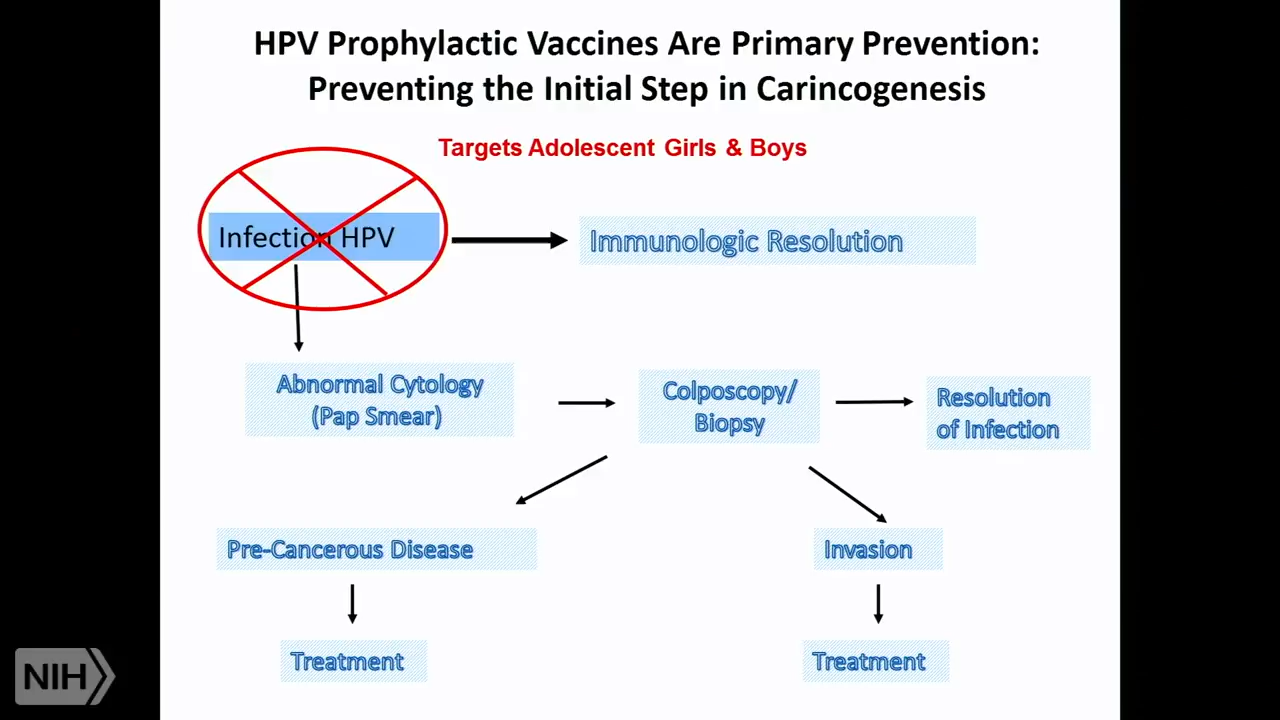 HPV Prophylactic Vaccines Are Primary Prevention:
Preventing the Initial Step in Carincogenesis
Targets Adolescent Girls & Boys
Infection HPV
Immunologic Resolution
Abnormal Cytology
(Pap Smear)
Colposcopy/
Biopsy
Resolution
of Infection
Pre-Cancerous Disease
Invasion
Treatment
Treatment
NIH